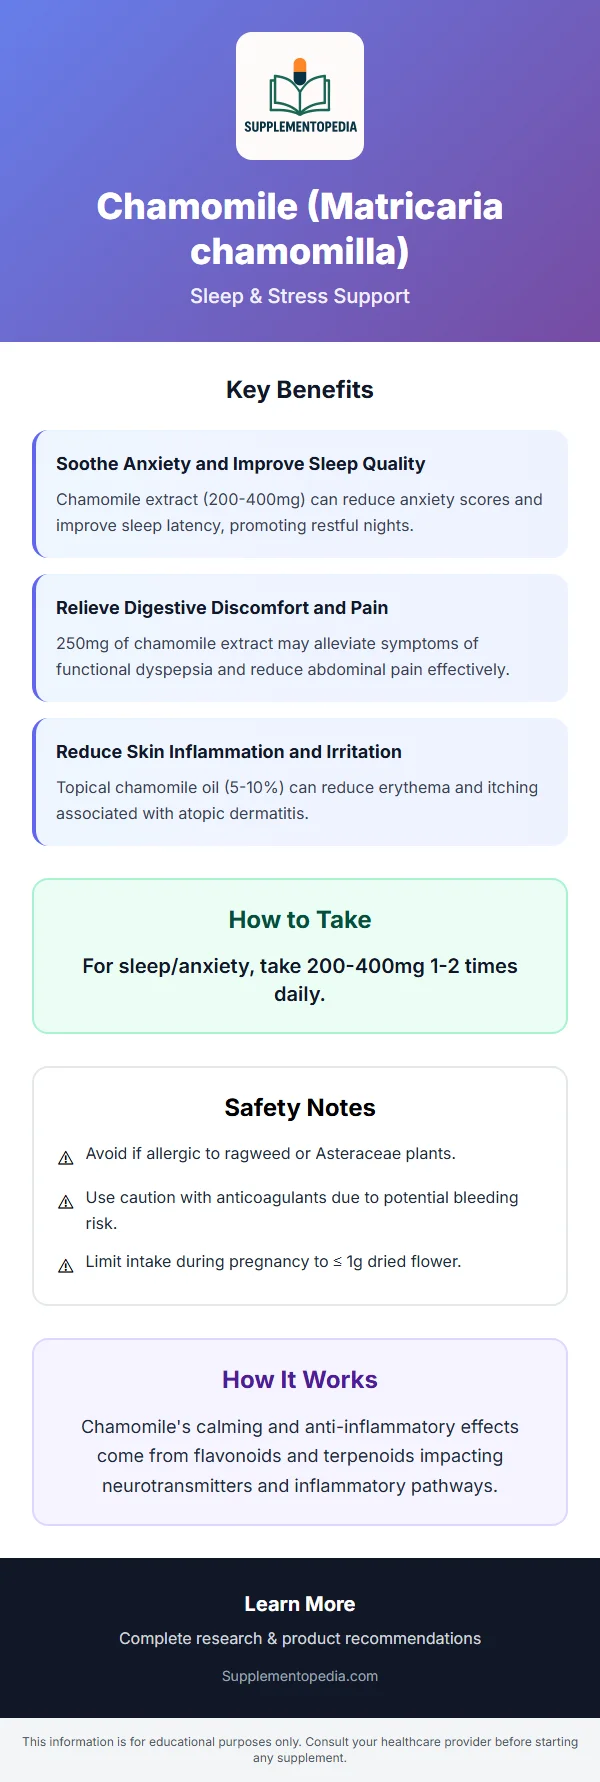 SUPPLEMENTOPEDIA
Chamomile (Matricaria
chamomilla)
Sleep & Stress Support
Key Benefits
Soothe Anxiety and Improve Sleep Quality
Chamomile extract (200-400mg) can reduce anxiety scores and
improve sleep latency, promoting restful nights.
Relieve Digestive Discomfort and Pain
250mg of chamomile extract may alleviate symptoms of
functional dyspepsia and reduce abdominal pain effectively.
Reduce Skin Inflammation and Irritation
Topical chamomile oil (5-10%) can reduce erythema and itching
associated with atopic dermatitis.
How to Take
For sleep/anxiety, take 200-400mg 1-2 times
daily.
Safety Notes
⚠ Avoid if allergic to ragweed or Asteraceae plants.
⚠ Use caution with anticoagulants due to potential bleeding
risk.
⚠ Limit intake during pregnancy to ≤ 1g dried flower.
How It Works
Chamomile's calming and anti-inflammatory effects
come from flavonoids and terpenoids impacting
neurotransmitters and inflammatory pathways.
Learn More
Complete research & product recommendations
Supplementopedia.com
This information is for educational purposes only. Consult your healthcare provider before starting
any supplement.